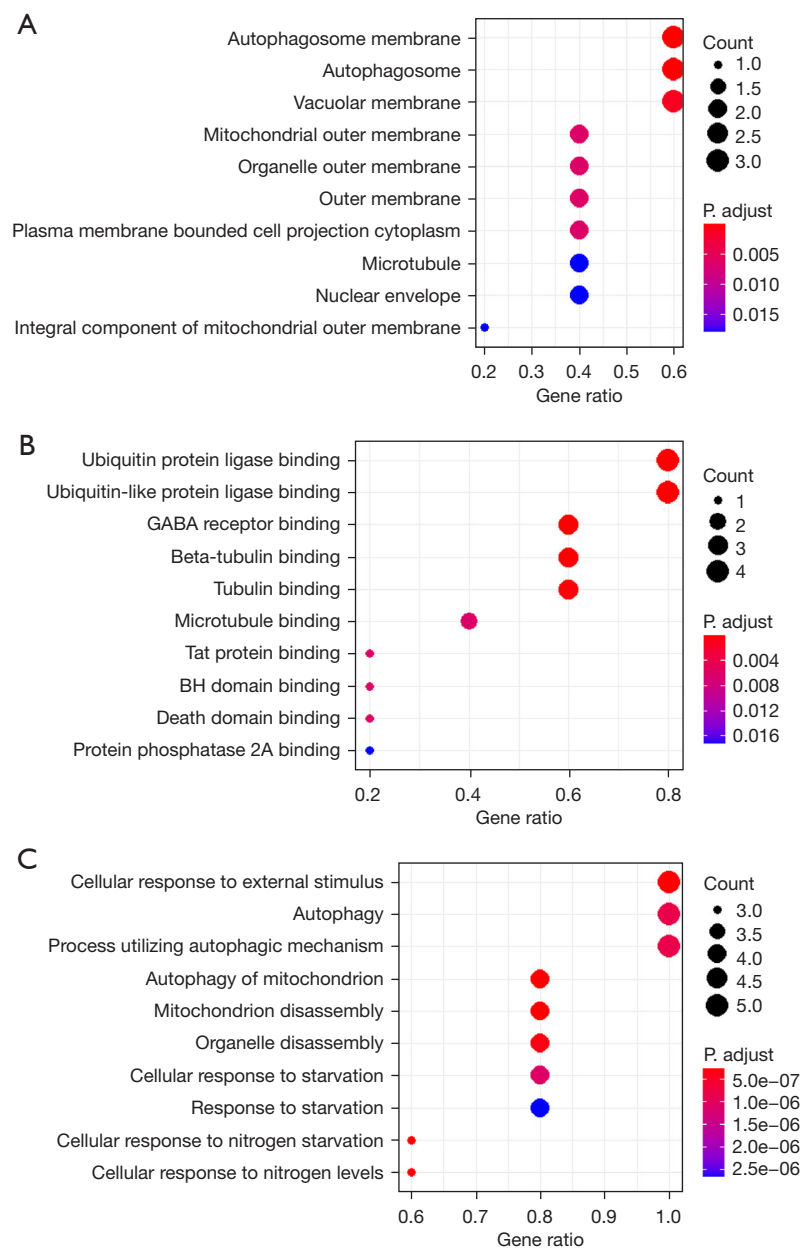 A
Autophagosome membrane
Autophagosome
Vacuolar membrane
Mitochondrial outer membrane
Organelle outer membrane
Outer membrane
Plasma membrane bounded cell projection cytoplasm
Microtubule
Nuclear envelope
Integral component of mitochondrial outer membrane
0.2 0.3 0.4 0.5 0.6
Gene ratio
Count
1.0
1.5
2.0
2.5
3.0
P. adjust
0.005
0.010
0.015
B
Ubiquitin protein ligase binding
Ubiquitin-like protein ligase binding
GABA receptor binding
Beta-tubulin binding
Tubulin binding
Microtubule binding
Tat protein binding
BH domain binding
Death domain binding
Protein phosphatase 2A binding
0.2 0.4 0.6 0.8
Gene ratio
Count
1
2
3
4
P. adjust
0.004
0.008
0.012
0.016
C
Cellular response to external stimulus
Autophagy
Process utilizing autophagic mechanism
Autophagy of mitochondrion
Mitochondrion disassembly
Organelle disassembly
Cellular response to starvation
Response to starvation
Cellular response to nitrogen starvation
Cellular response to nitrogen levels
0.6 0.7 0.8 0.9 1.0
Gene ratio
Count
3.0
3.5
4.0
4.5
5.0
P. adjust
5.0e−07
1.0e−06
1.5e−06
2.0e−06
2.5e−06